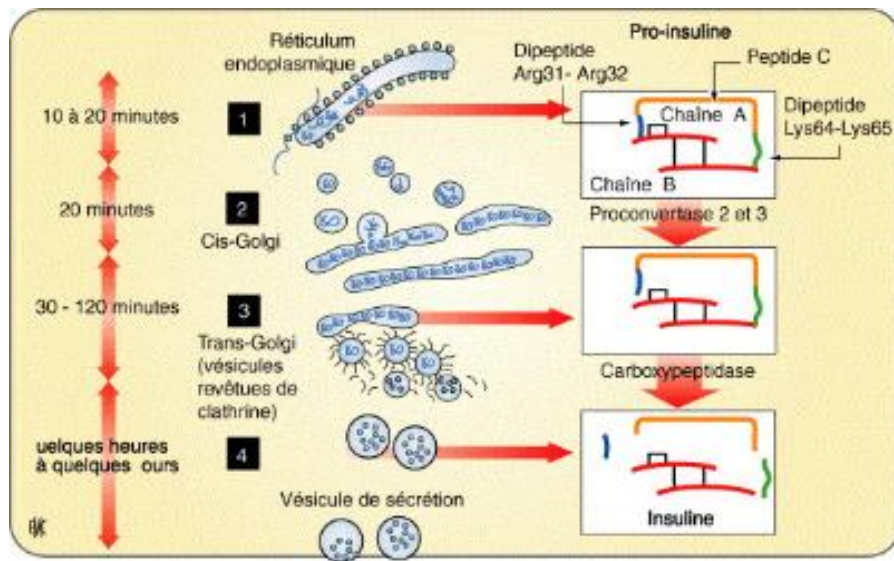 Réticulum
endoplasmique
10 à 20 minutes
1
20 minutes
2
Cis-Golgi
30 - 120 minutes
3
Trans-Golgi
(vésicules
revêtues de
clathrine)
uelques heures
à quelques ours
4
Vésicule de sécrétion
Pro-insuline
Dipeptide
Arg31- Arg32
Peptide C
Chaîne A
Dipeptide
Lys64-Lys65
Chaîne B
Proconvertase 2 et 3
Carboxypeptidase
Insuline